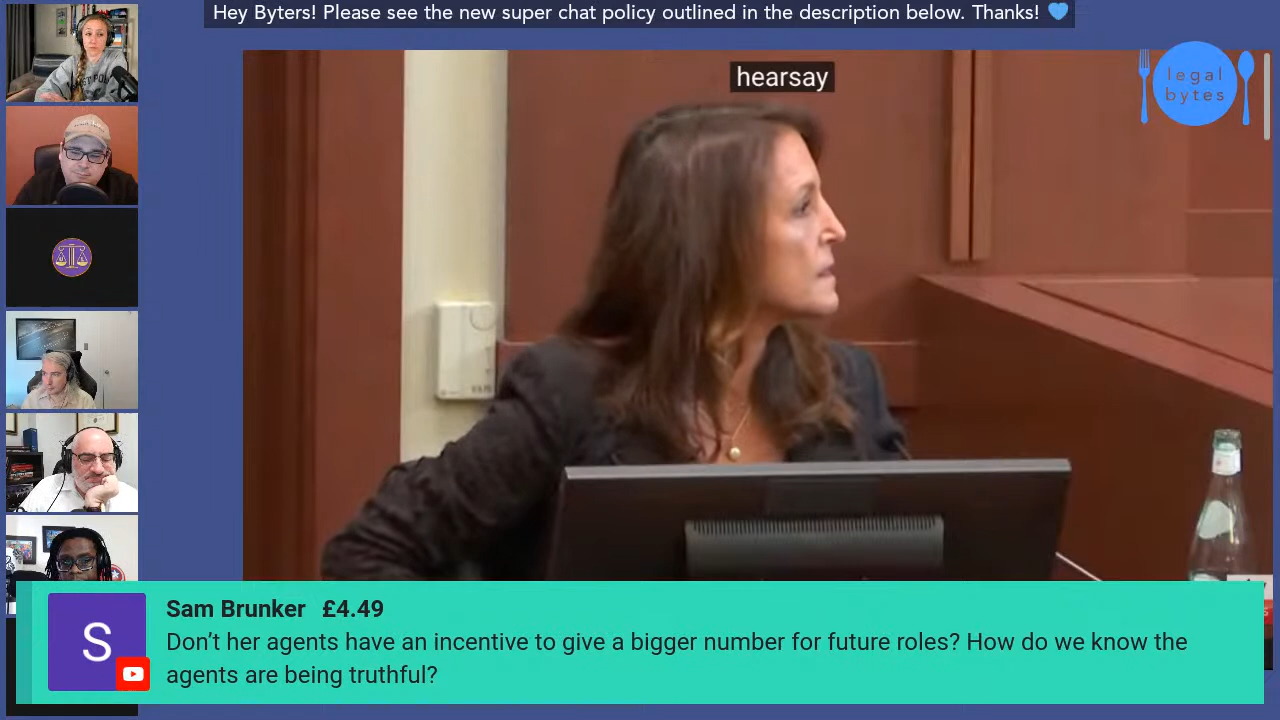 Hey Byters! Please see the new super chat policy outlined in the description below. Thanks! 💙
hearsay
legal
bytes
Sam Brunker £4.49
Don't her agents have an incentive to give a bigger number for future roles? How do we know the
agents are being truthful?
S